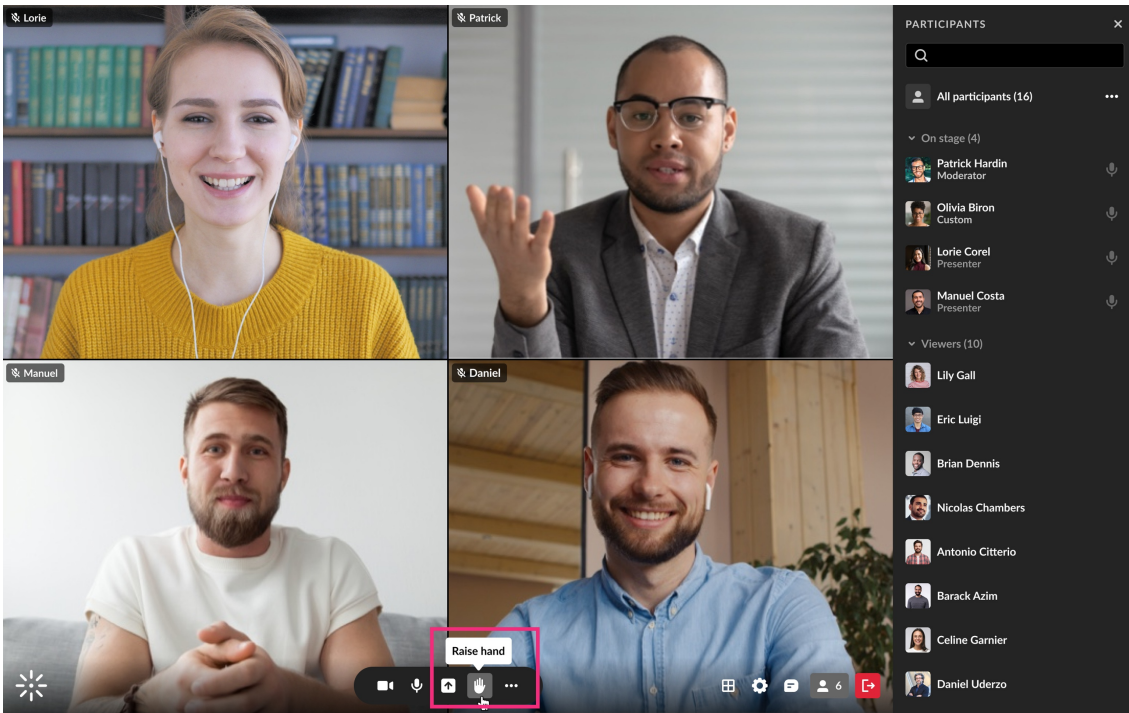 Lorie
Patrick
PARTICIPANTS
All participants (16)
On stage (4)
Patrick Hardin
Moderator
Olivia Biron
Custom
Lorie Corel
Presenter
Manuel Costa
Presenter
Viewers (10)
Lily Gall
Eric Luigi
Brian Dennis
Nicolas Chambers
Antonio Citterio
Barack Azim
Celine Garnier
Daniel Uderzo
Manuel
Daniel
Raise hand
6